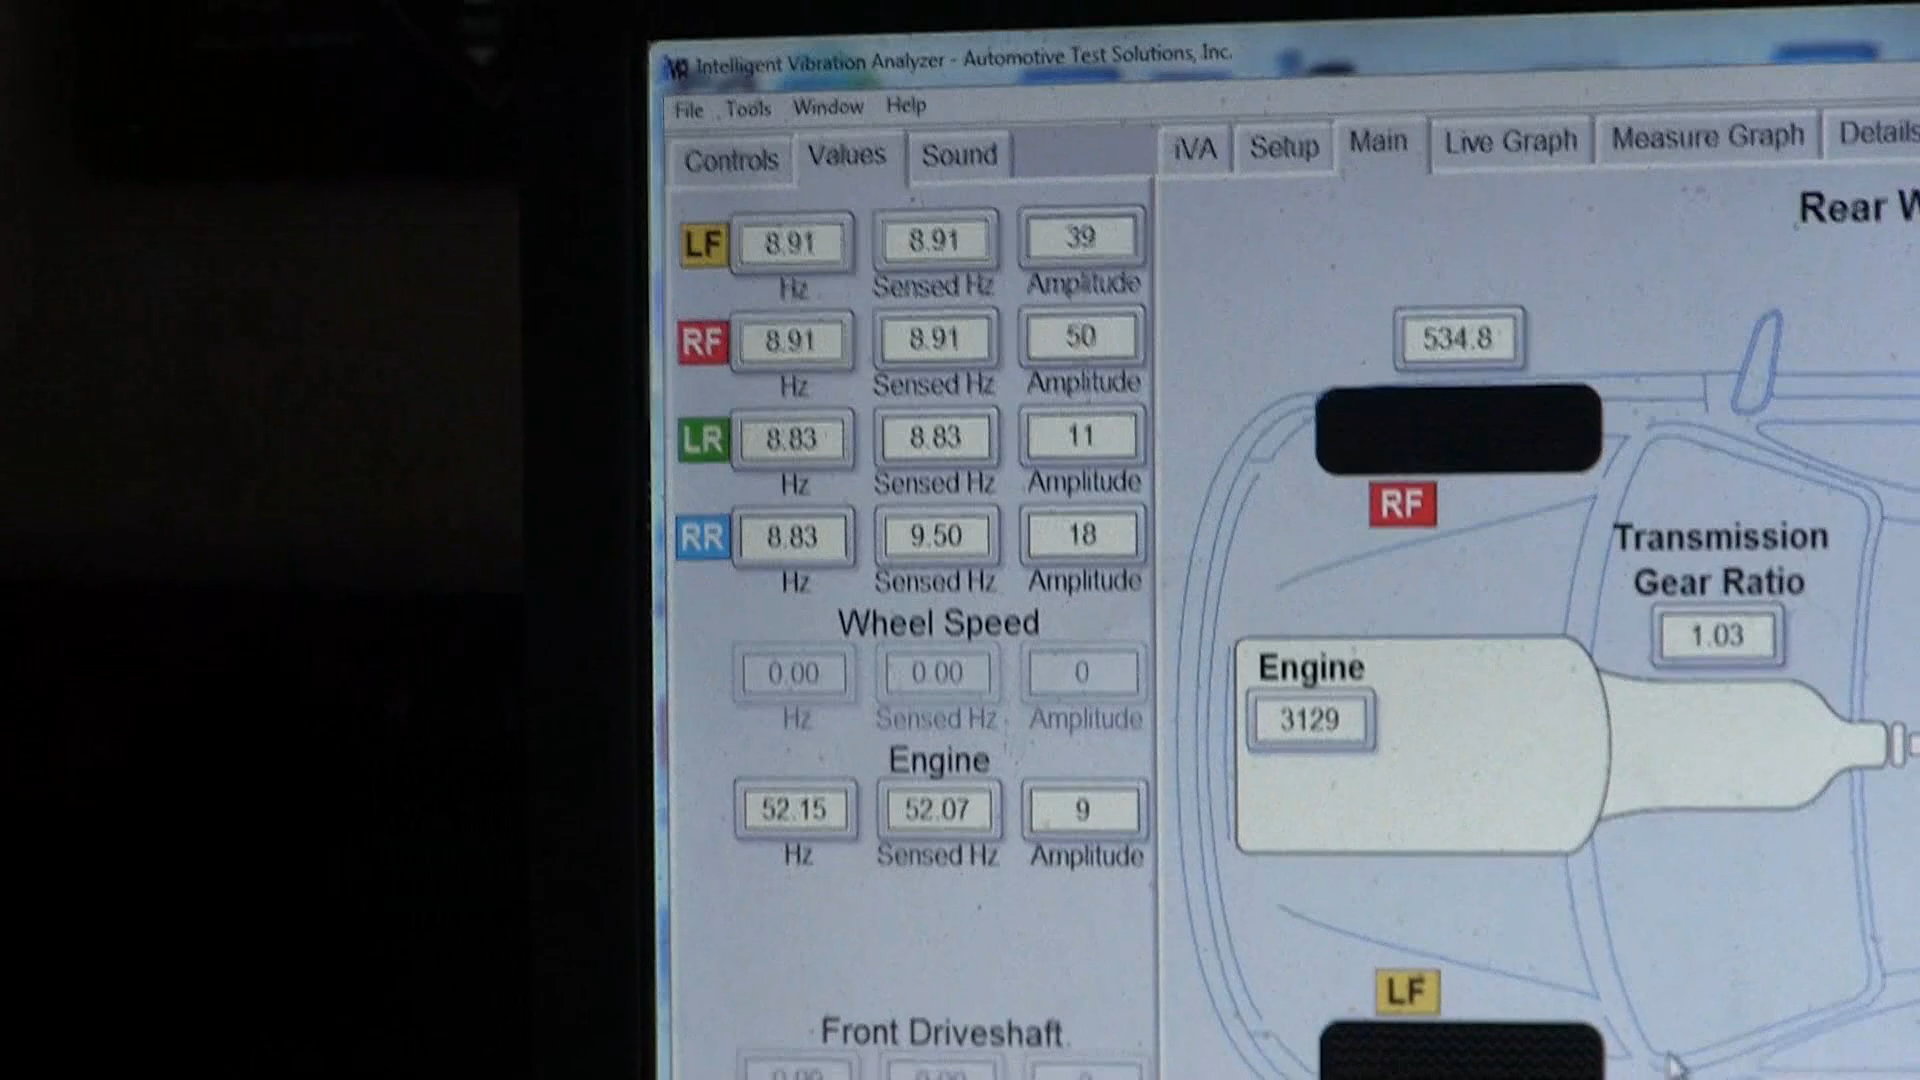 Intelligent Vibration Analyzer - Automotive Test Solutions, Inc.
File Tools Window Help
Controls Values Sound
iVA Setup Main Live Graph Measure Graph Details
Rear W
LF 8.91 8.91 39
Hz Sensed Hz Amplitude
RF 8.91 8.91 50
Hz Sensed Hz Amplitude
LR 8.83 8.83 11
Hz Sensed Hz Amplitude
RR 8.83 9.50 18
Hz Sensed Hz Amplitude
Wheel Speed
0.00 0.00 0
Hz Sensed Hz Amplitude
Engine
52.15 52.07 9
Hz Sensed Hz Amplitude
Front Driveshaft
0.00 0.00 0
534.8
RF
Transmission
Gear Ratio
1.03
Engine
3129
LF